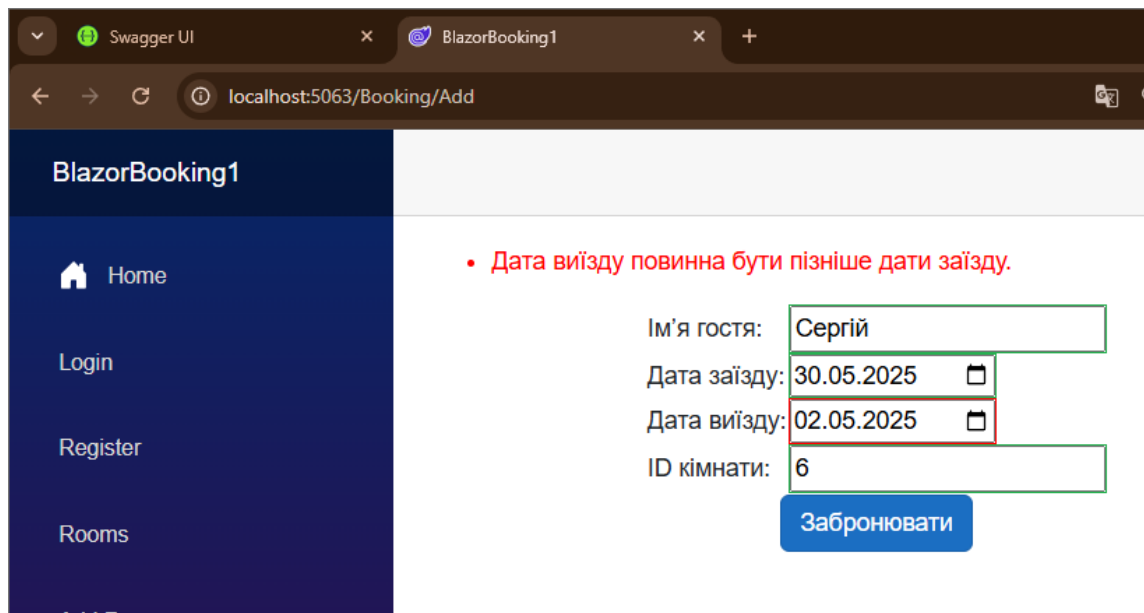 Swagger UI
BlazorBooking1
localhost:5063/Booking/Add
BlazorBooking1
Home
Login
Register
Rooms
• Дата виїзду повинна бути пізніше дати заїзду.
Ім’я гостя: Сергій
Дата заїзду: 30.05.2025
Дата виїзду: 02.05.2025
ID кімнати: 6
Забронювати